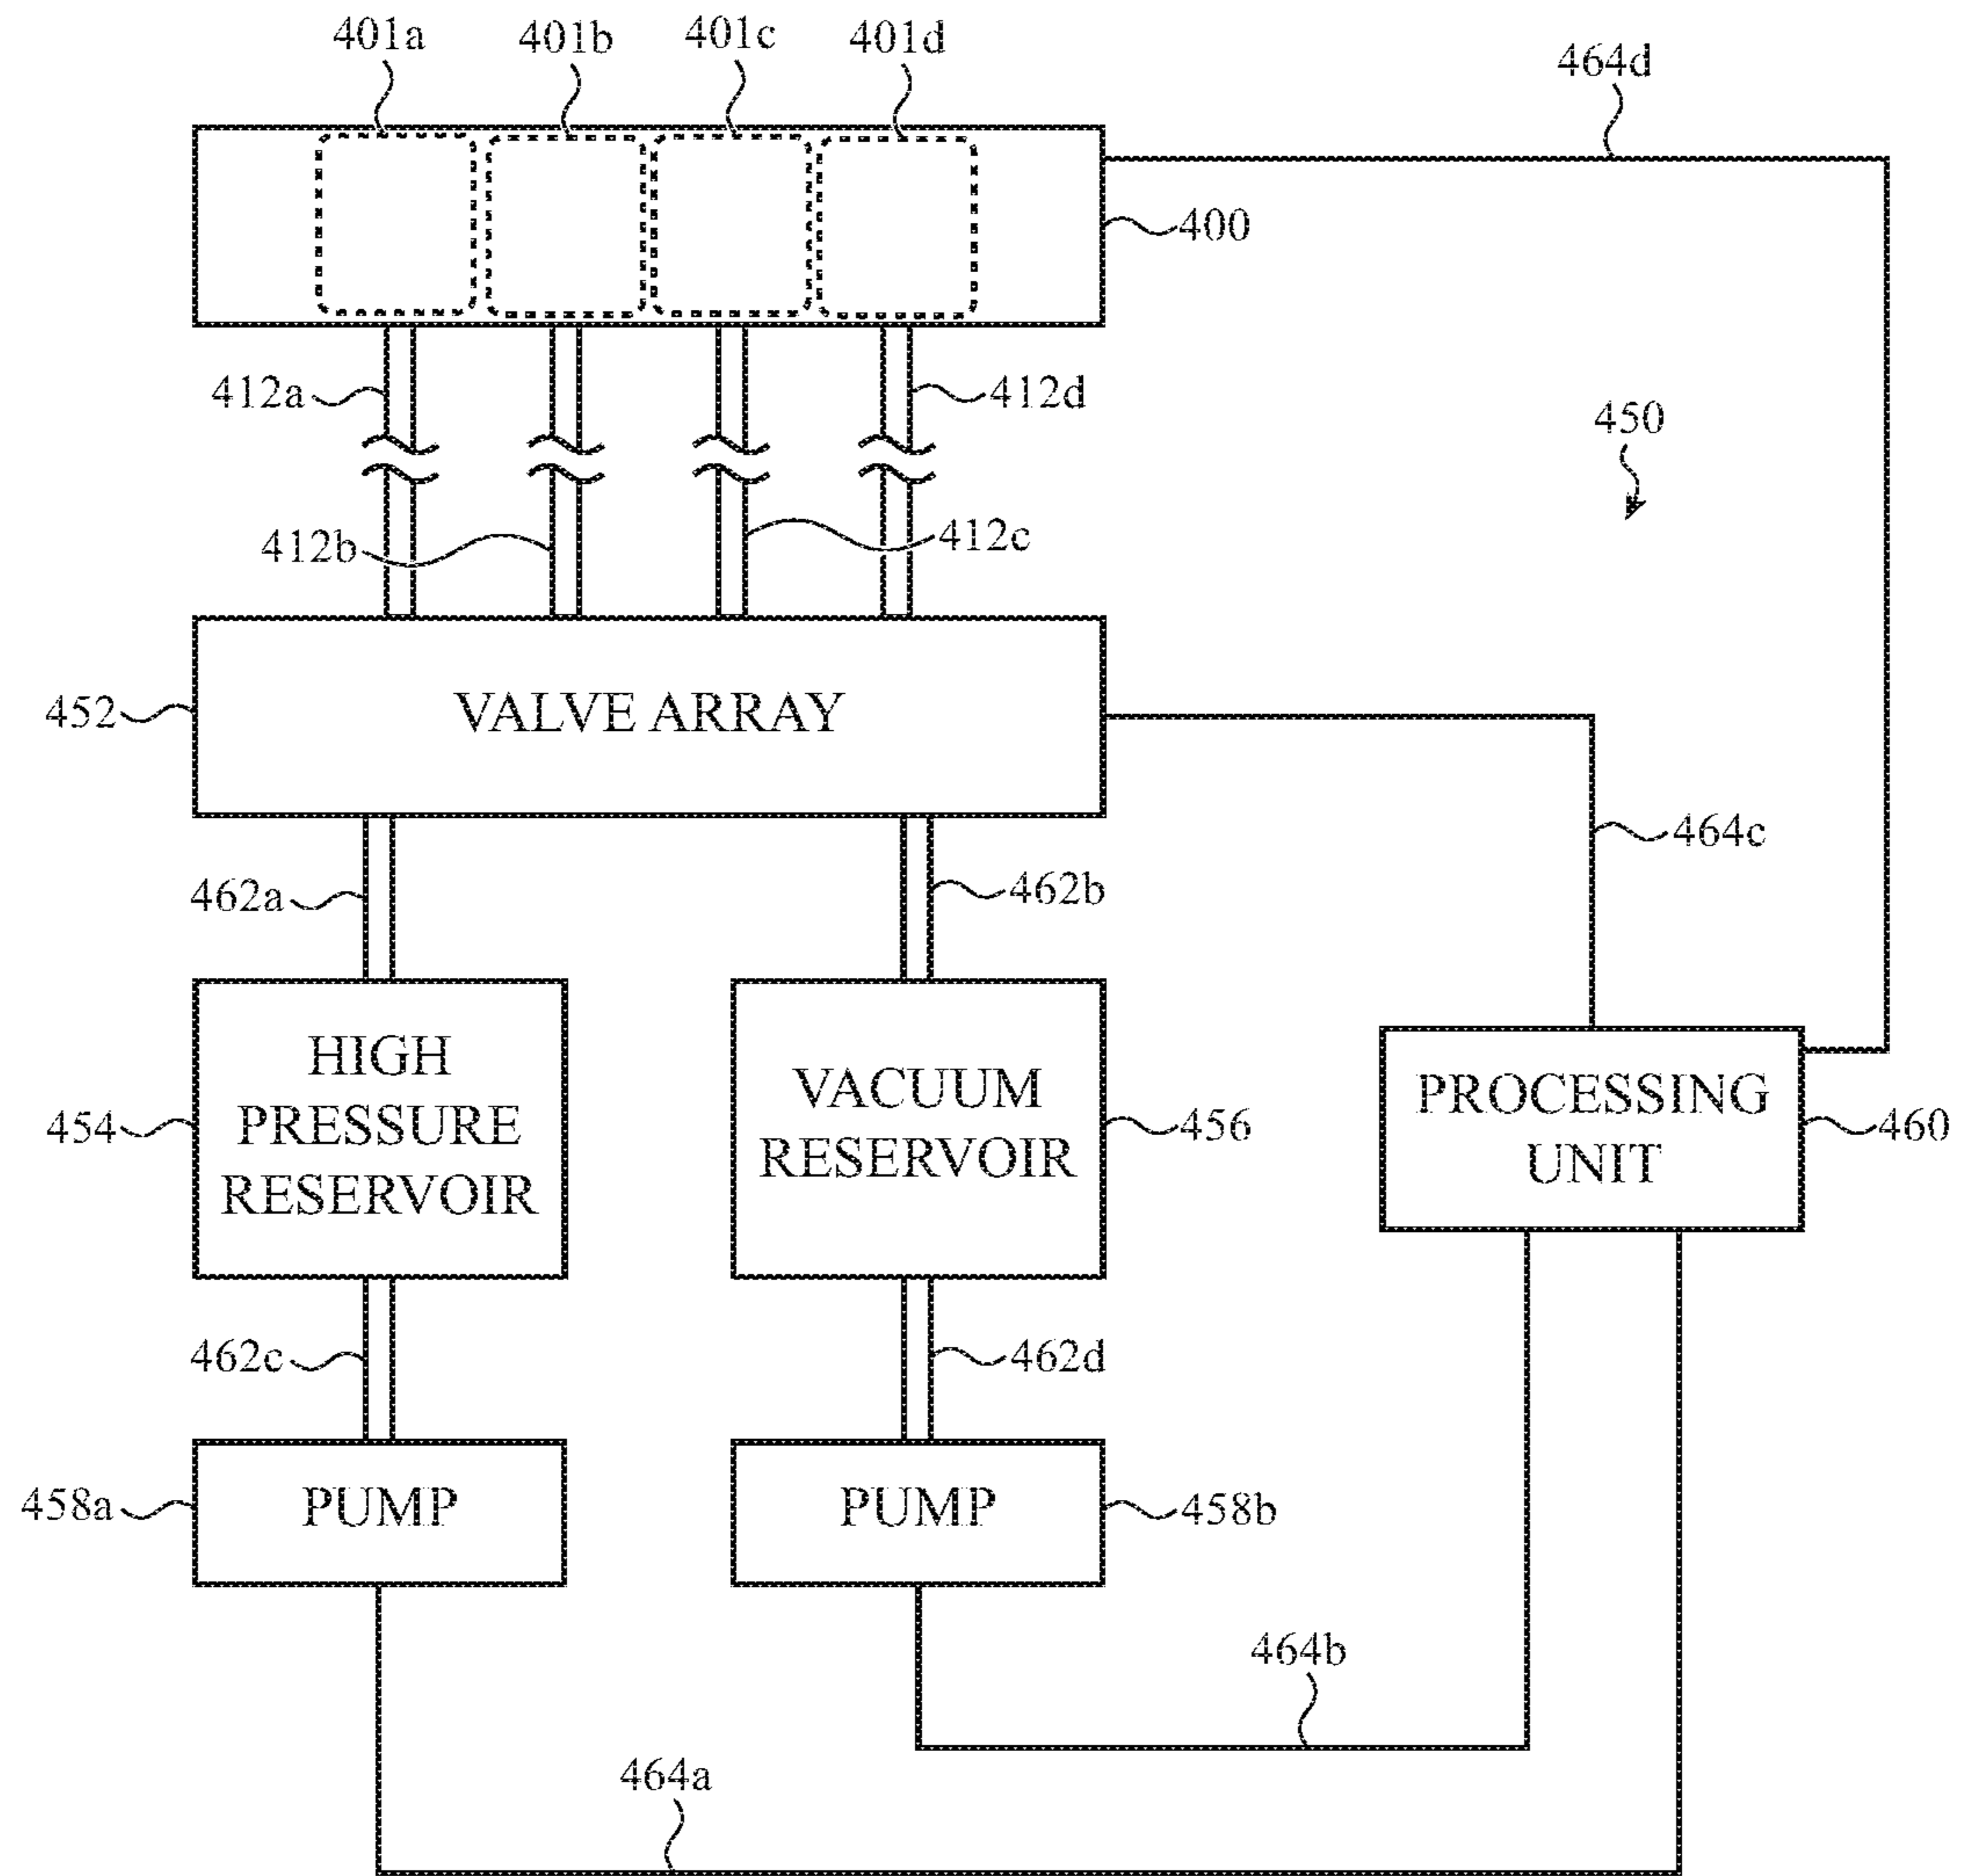 401a
401b
401c
401d
464d
400
412a
412d
450
412b
412c
452
VALVE ARRAY
464c
462a
462b
454
HIGH
PRESSURE
RESERVOIR
VACUUM
RESERVOIR
456
PROCESSING
UNIT
460
462c
462d
458a
PUMP
PUMP
458b
464b
464a